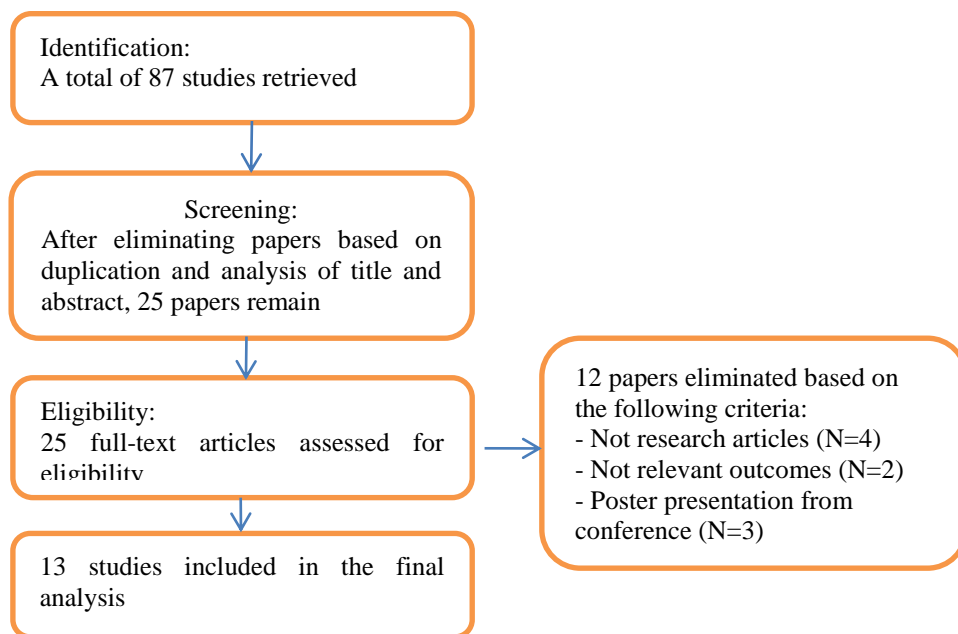 Identification:
A total of 87 studies retrieved
Screening:
After eliminating papers based on
duplication and analysis of title and
abstract, 25 papers remain
Eligibility:
25 full-text articles assessed for
eligibility
12 papers eliminated based on
the following criteria:
- Not research articles (N=4)
- Not relevant outcomes (N=2)
- Poster presentation from
conference (N=3)
13 studies included in the final
analysis